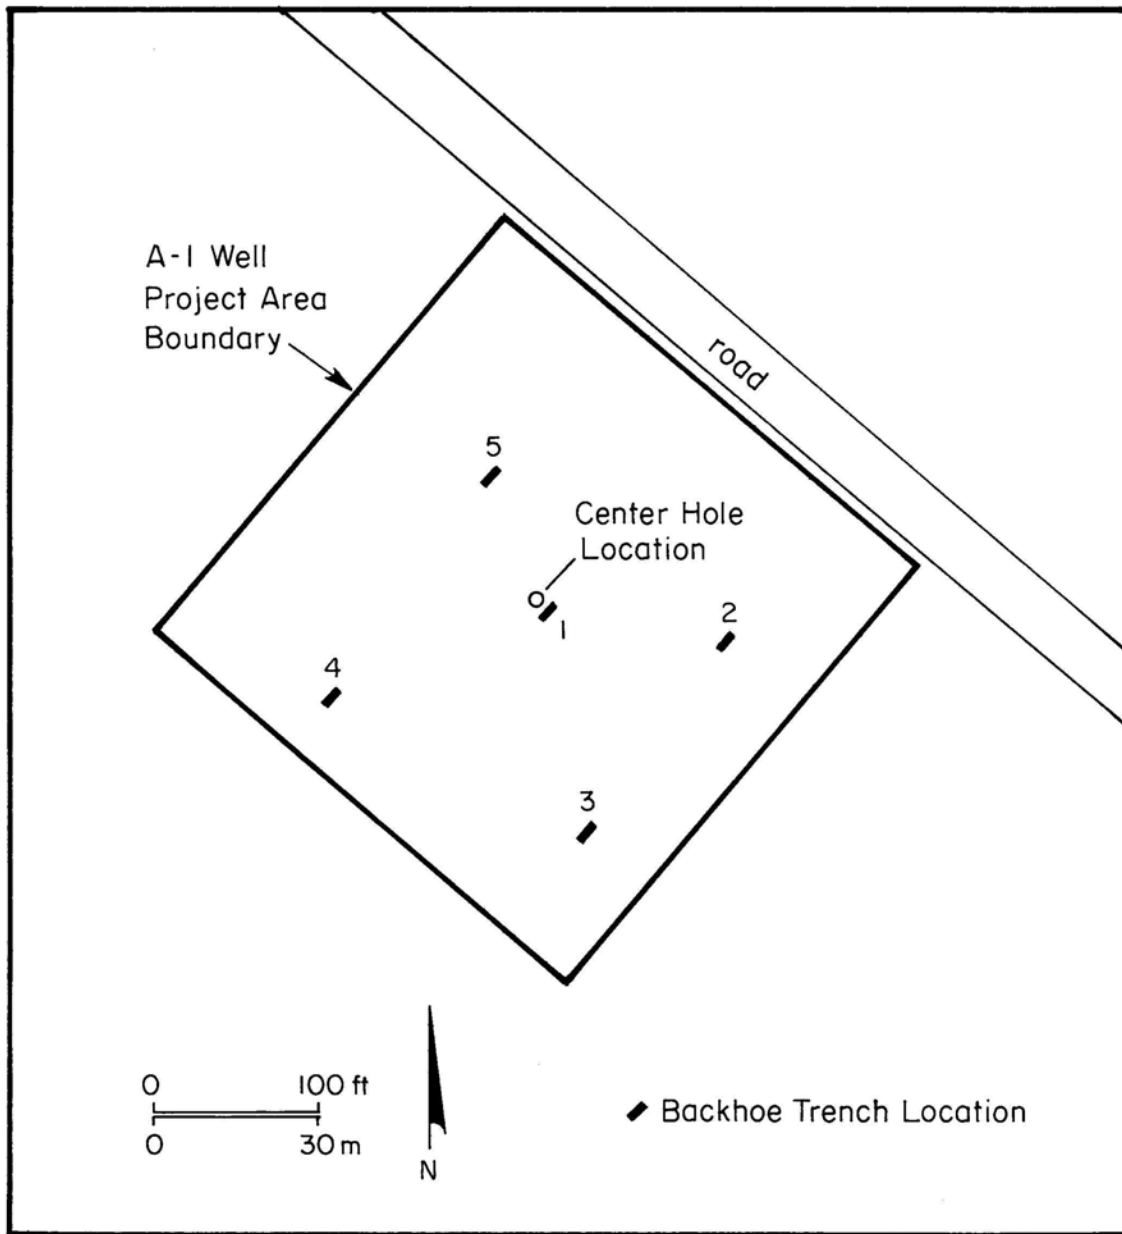 A-1 Well
Project Area
Boundary
road
5
Center Hole
Location
1
2
4
3
0 100 ft
0 30 m
N
Backhoe Trench Location